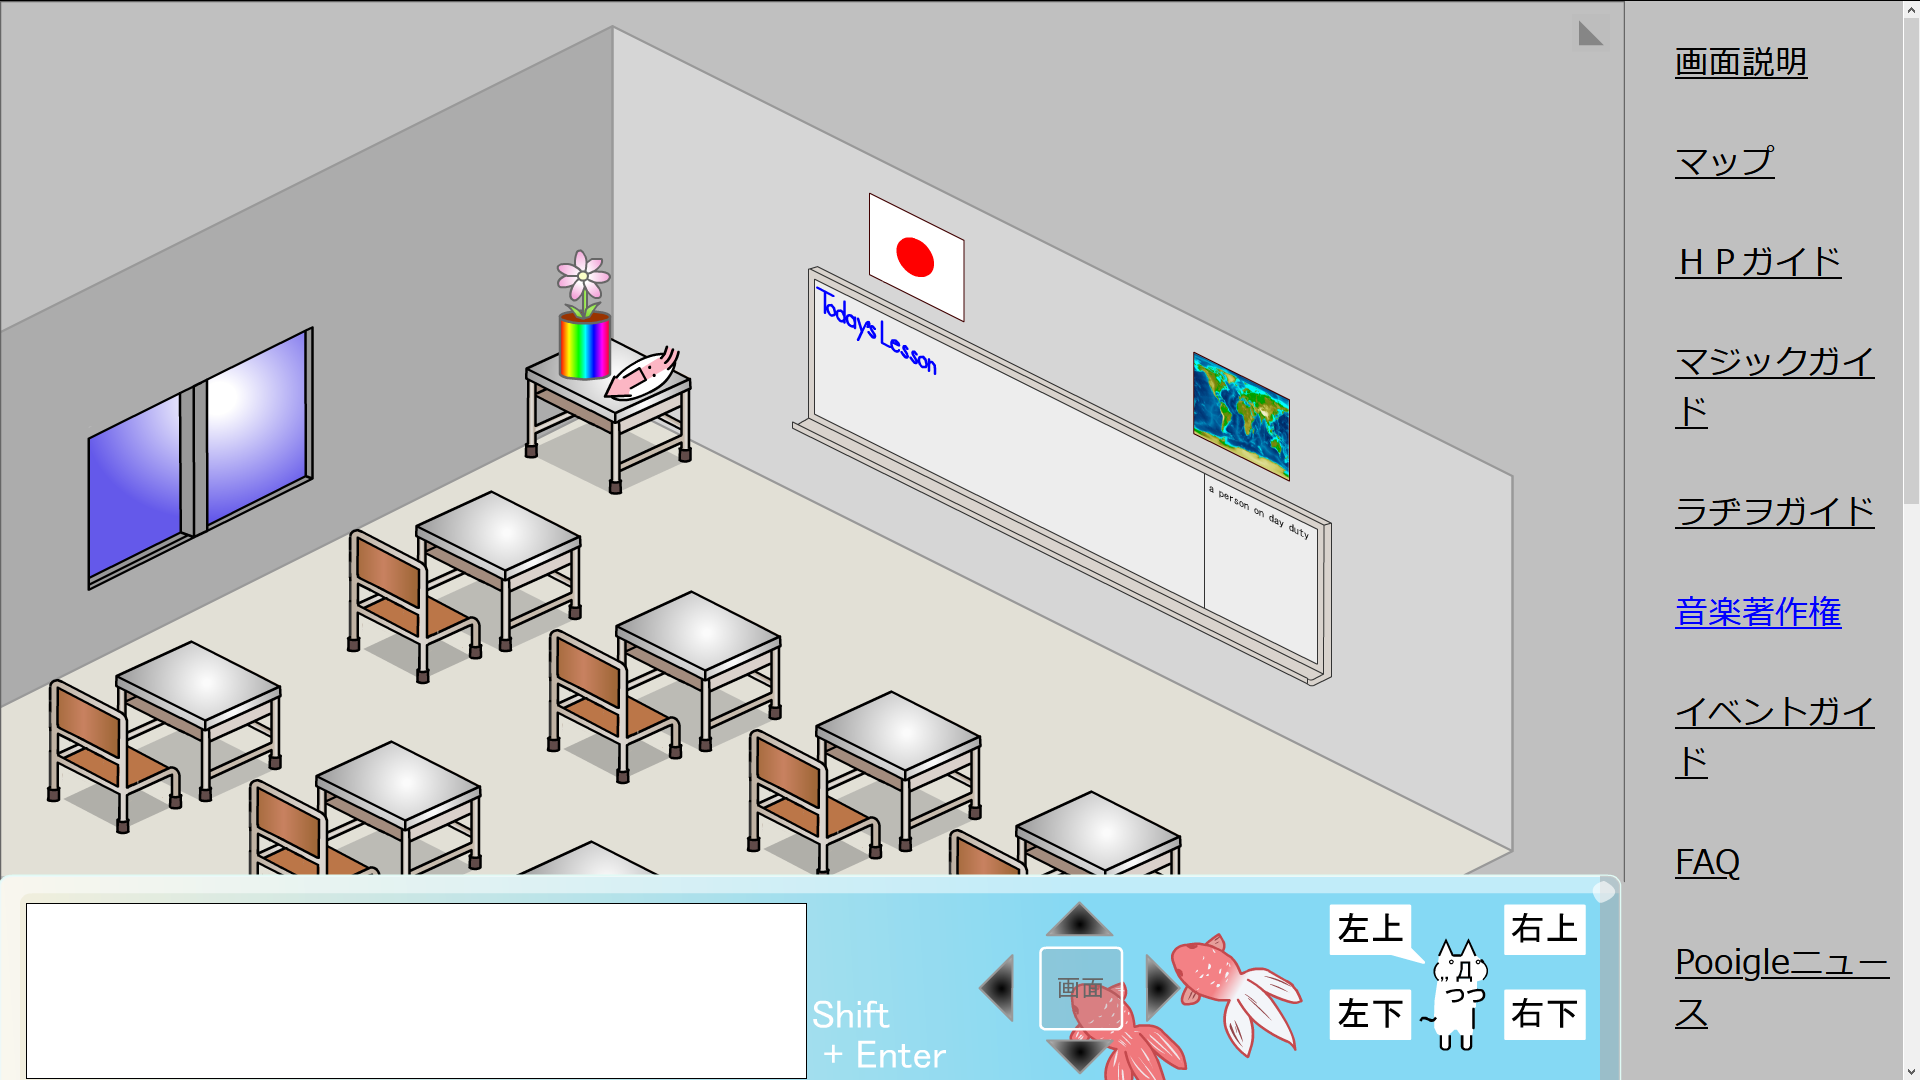 Today's Lesson
a person on day duty
画面説明
マップ
ＨＰガイド
マジックガイ
ド
ラヂヲガイド
音楽著作権
イベントガイ
ド
FAQ
Pooigleニュー
ス
Shift
+ Enter
画面
左上
右上
左下
右下